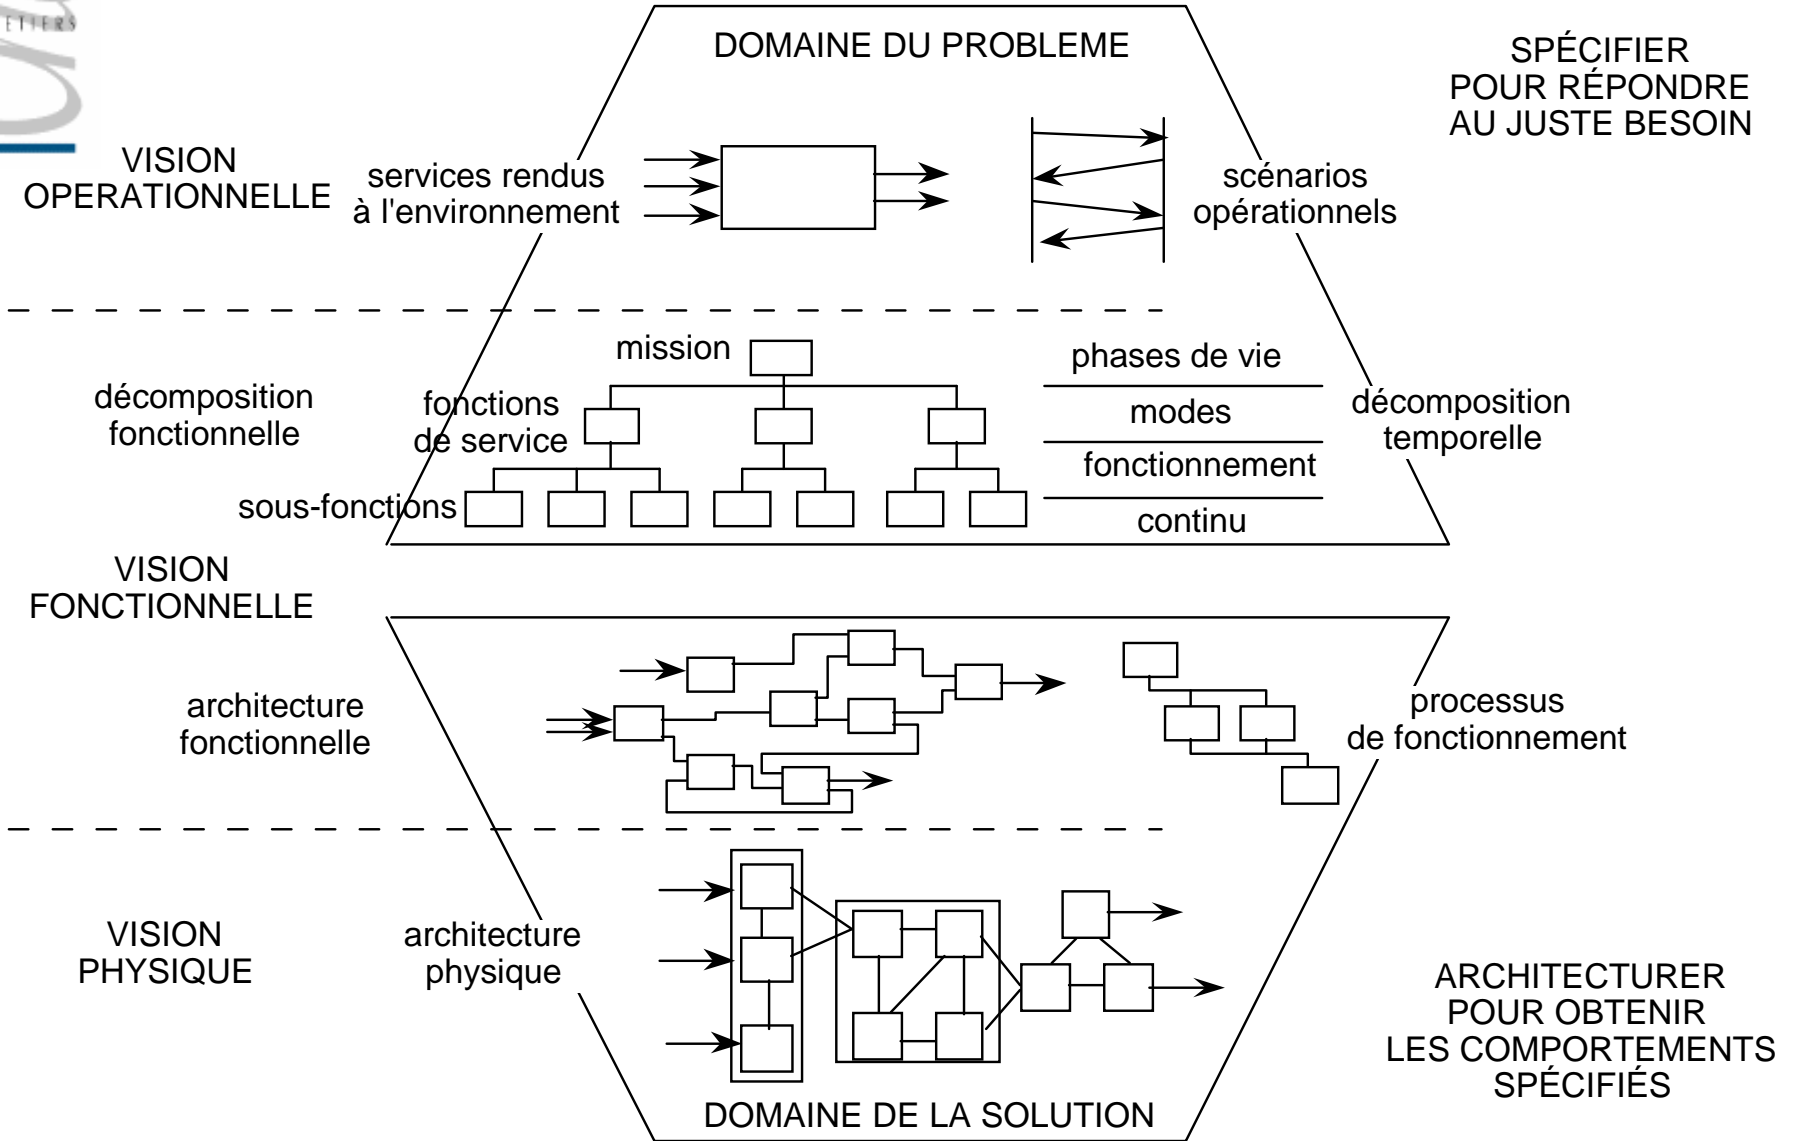 ETIERS
DOMAINE DU PROBLEME
SPÉCIFIER
POUR RÉPONDRE
AU JUSTE BESOIN
VISION
OPERATIONNELLE
services rendus
à l'environnement
scénarios
opérationnels
mission
phases de vie
décomposition
fonctionnelle
fonctions
de service
modes
décomposition
temporelle
fonctionnement
sous-fonctions
continu
VISION
FONCTIONNELLE
architecture
fonctionnelle
processus
de fonctionnement
VISION
PHYSIQUE
architecture
physique
ARCHITECTURER
POUR OBTENIR
LES COMPORTEMENTS
SPÉCIFIÉS
DOMAINE DE LA SOLUTION